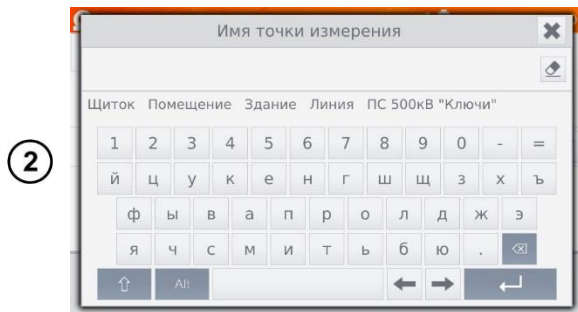 Имя точки измерения
Щиток Помещение Здание Линия ПС 500кВ "Ключи"
1 2 3 4 5 6 7 8 9 0 - =
й ц у к е н г ш щ з х ъ
2
ф ы в а п р о л д ж э
я ч с м и т ь б ю .
Alt